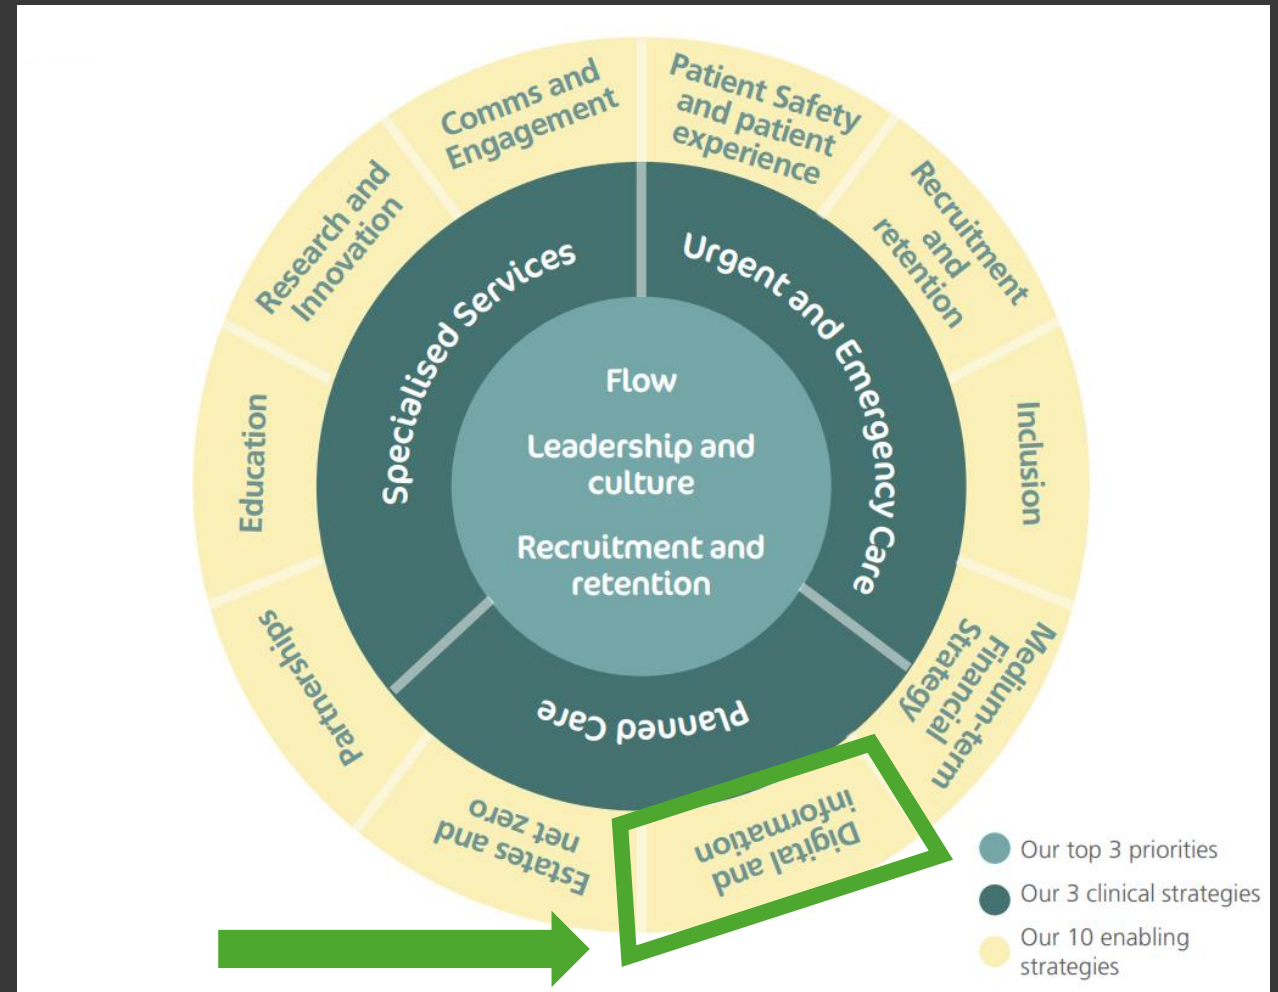 Comms and
Engagement
Patient Safety
and patient
experience
Recruitment
and
retention
Inclusion
Medium-term
Financial
Strategy
Digital and
information
Estates and
net zero
Partnerships
Education
Research and
Innovation
Specialised Services
Urgent and Emergency Care
Planned Care
Flow
Leadership and
culture
Recruitment and
retention
Our top 3 priorities
Our 3 clinical strategies
Our 10 enabling
strategies